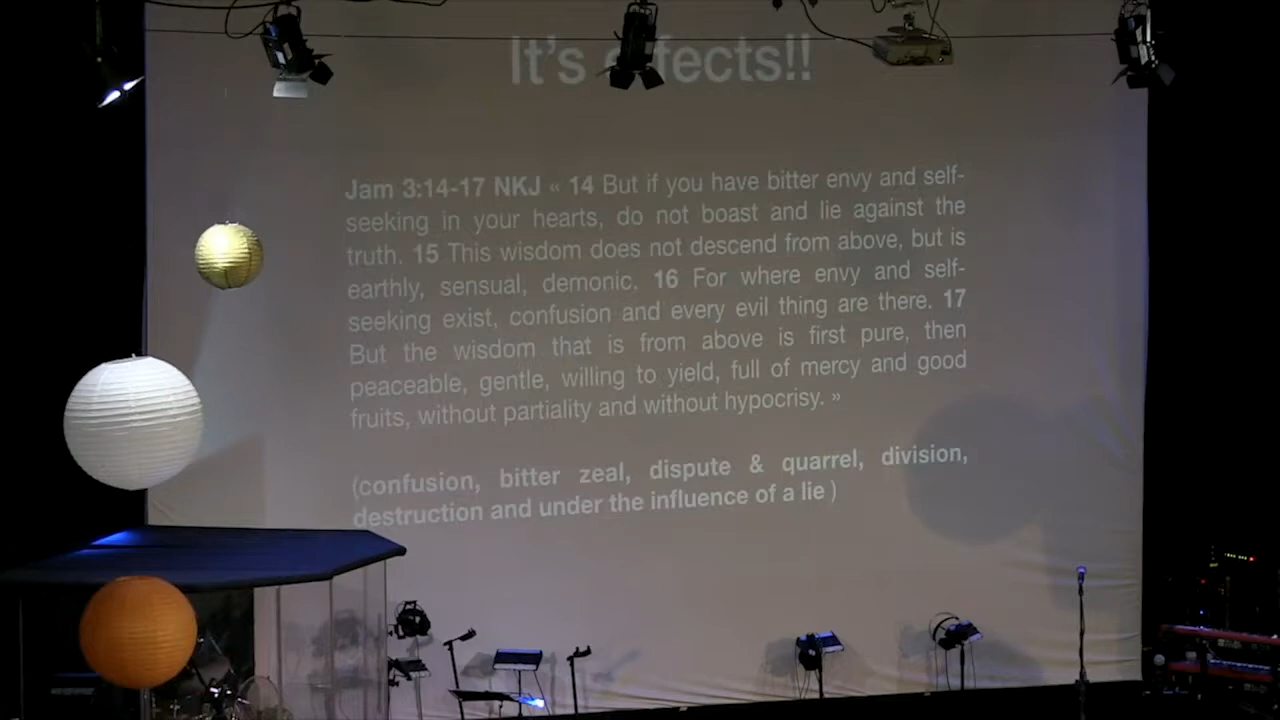 It's effects!!
Jam 3:14-17 NKJ « 14 But if you have bitter envy and self-
seeking in your hearts, do not boast and lie against the
truth. 15 This wisdom does not descend from above, but is
earthly, sensual, demonic. 16 For where envy and self-
seeking exist, confusion and every evil thing are there. 17
But the wisdom that is from above is first pure, then
peaceable, gentle, willing to yield, full of mercy and good
fruits, without partiality and without hypocrisy. »
(confusion, bitter zeal, dispute & quarrel, division,
destruction and under the influence of a lie )